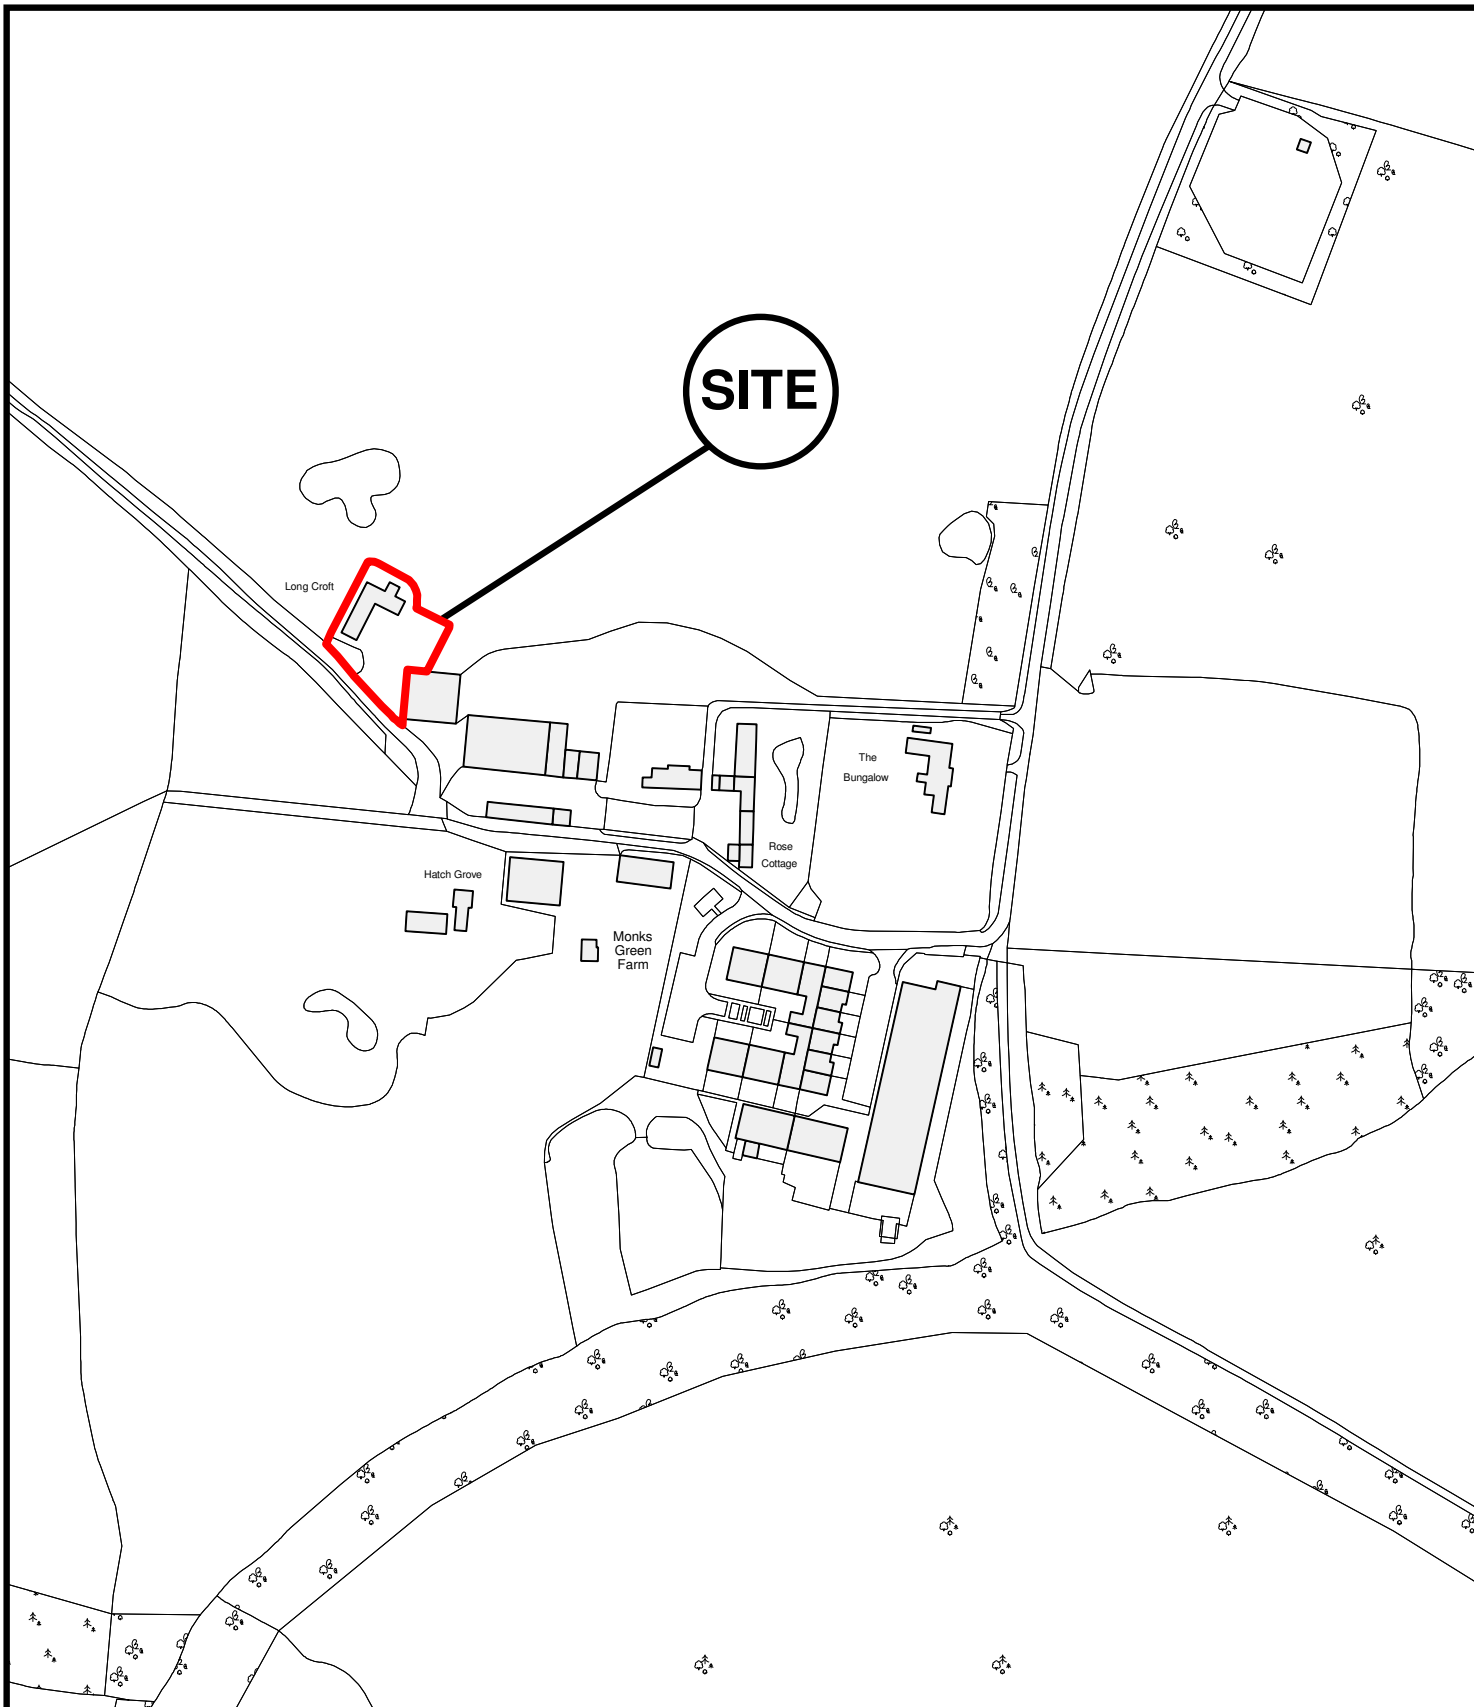 SITE
Long Croft
The
Bungalow
Rose
Cottage
Hatch Grove
Monks
Green
Farm